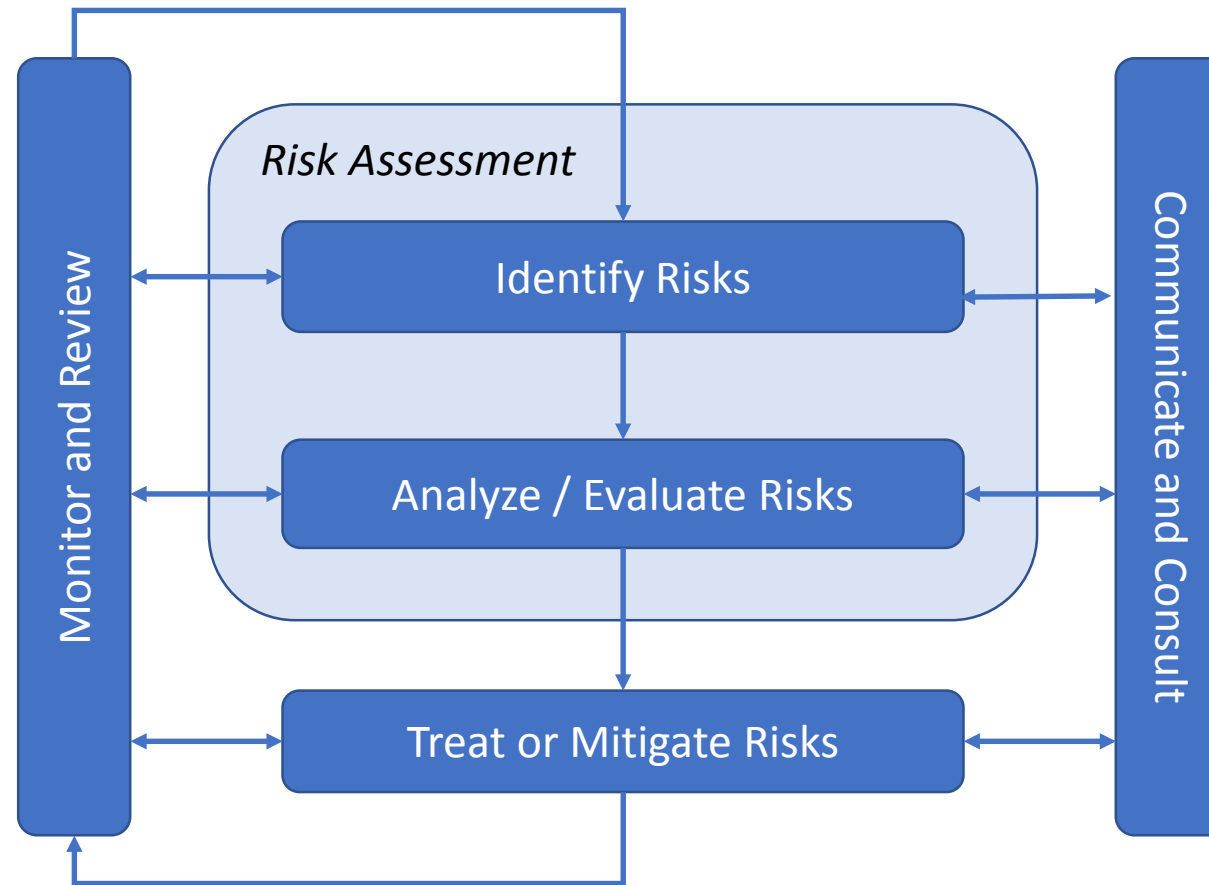 Risk Assessment
Identify Risks
Analyze / Evaluate Risks
Treat or Mitigate Risks
Monitor and Review
Communicate and Consult